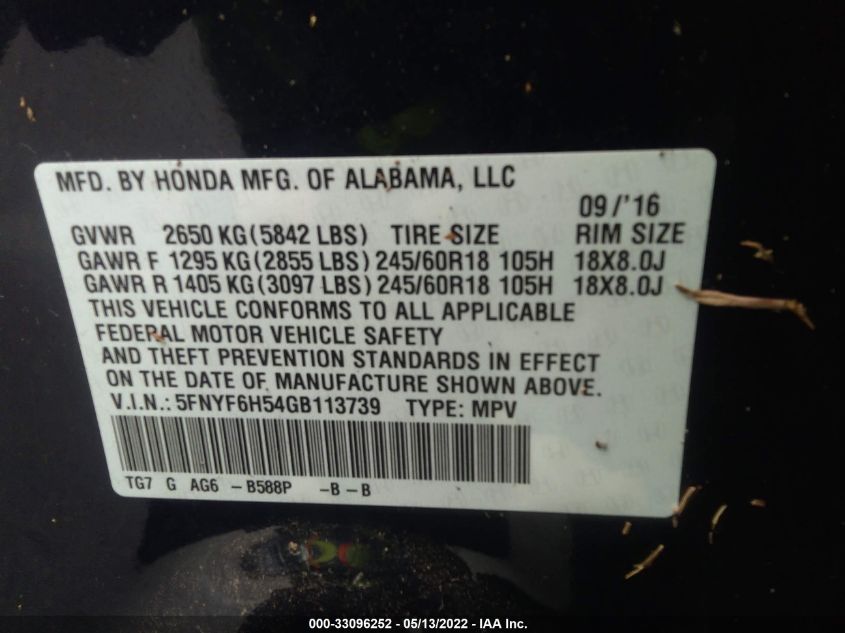 MFD. BY HONDA MFG. OF ALABAMA, LLC
09/'16
GVWR 2650 KG(5842 LBS) TIRE SIZE RIM SIZE
GAWR F 1295 KG(2855 LBS) 245/60R18 105H 18X8.0J
GAWR R 1405 KG(3097 LBS) 245/60R18 105H 18X8.0J
THIS VEHICLE CONFORMS TO ALL APPLICABLE
FEDERAL MOTOR VEHICLE SAFETY
AND THEFT PREVENTION STANDARDS IN EFFECT
ON THE DATE OF MANUFACTURE SHOWN ABOVE.
V.I.N.: 5FNYF6H54GB113739 TYPE: MPV
TG7 G AG6 -B588P -B-B
000-33096252 - 05/13/2022 - IAA Inc.